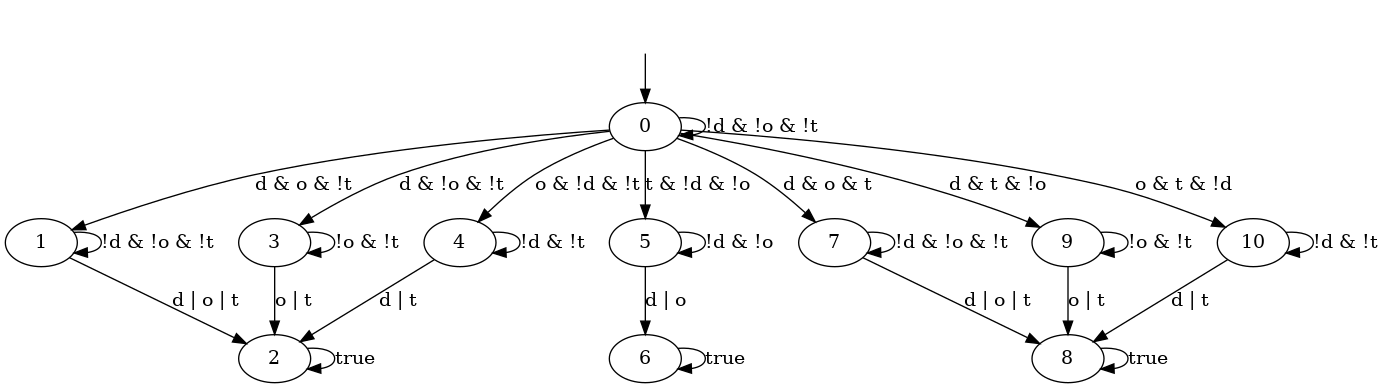 0
!d & !o & !t
d & o & !t
d & !o & !t
o & !d & !t
t & !d & !o
d & o & t
d & t & !o
o & t & !d
1
!d & !o & !t
3
!o & !t
4
!d & !t
5
!d & !o
7
!d & !o & !t
9
!o & !t
10
!d & !t
d | o | t
o | t
d | t
d | o
d | o | t
o | t
d | t
2
true
6
true
8
true